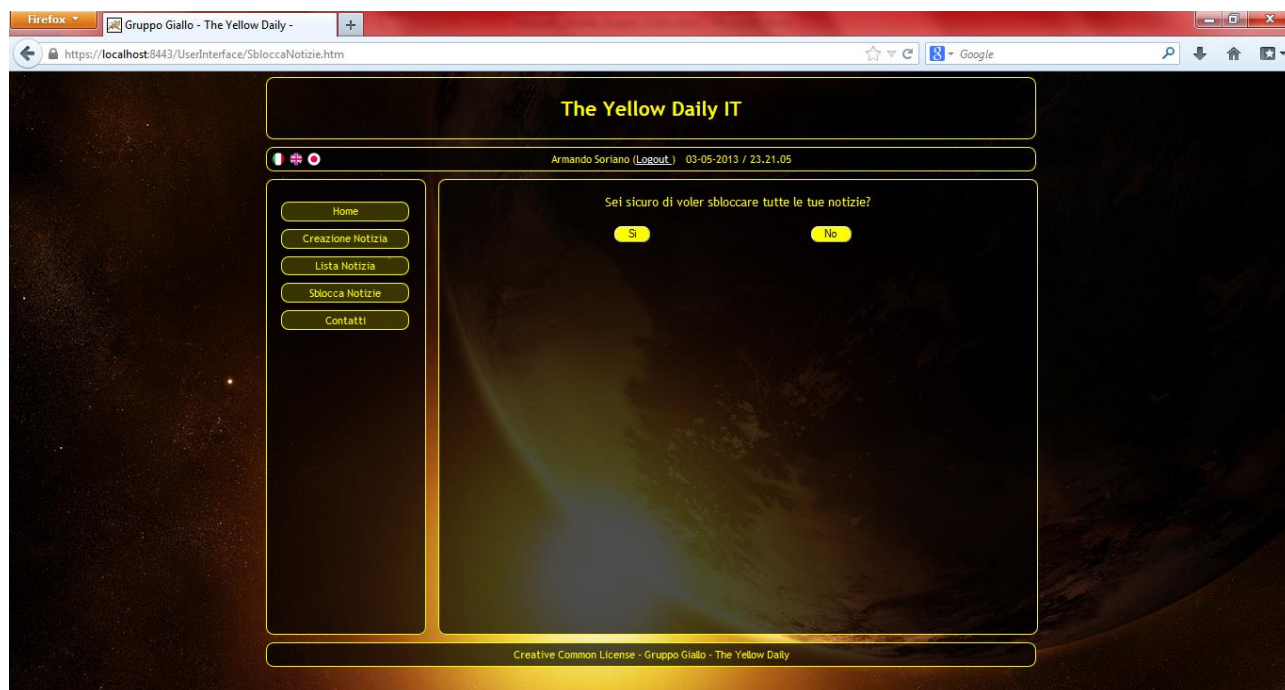 Firefox
Gruppo Giallo - The Yellow Daily -
https://localhost:8443/UserInterface/SbloccaNotizie.htm
Google
The Yellow Daily IT
Armando Soriano (Logout ) 03-05-2013 / 23.21.05
Home
Creazione Notizia
Lista Notizia
Sblocca Notizie
Contatti
Sei sicuro di voler sbloccare tutte le tue notizie?
Si No
Creative Common License - Gruppo Giallo - The Yellow Daily